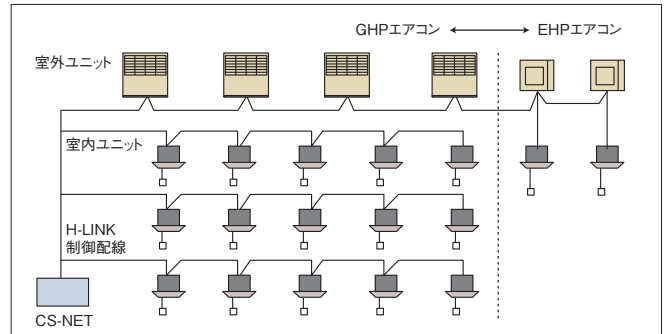 GHPエアコン
EHPエアコン
室外ユニット
室内ユニット
H-LINK
制御配線
CS-NET